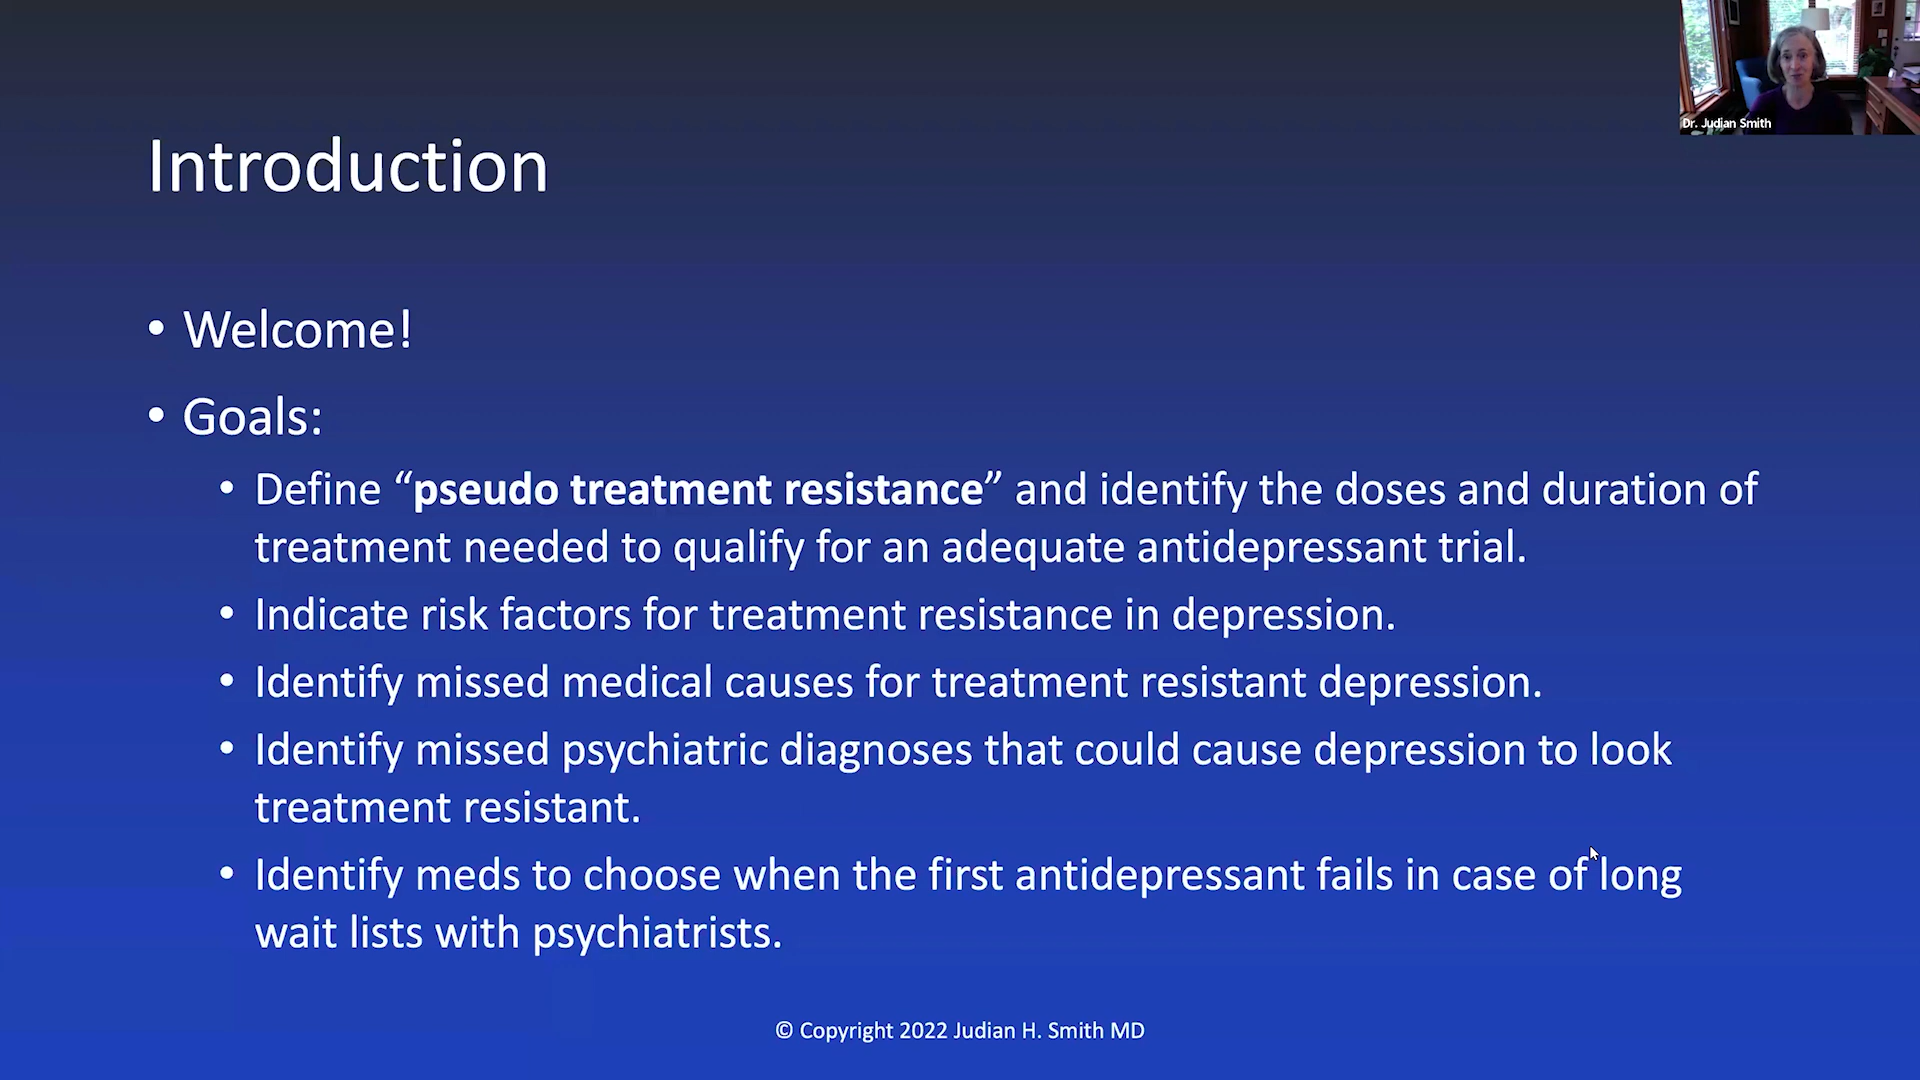 Dr. Judian Smith
Introduction
• Welcome!
• Goals:
• Define “pseudo treatment resistance” and identify the doses and duration of
treatment needed to qualify for an adequate antidepressant trial.
• Indicate risk factors for treatment resistance in depression.
• Identify missed medical causes for treatment resistant depression.
• Identify missed psychiatric diagnoses that could cause depression to look
treatment resistant.
• Identify meds to choose when the first antidepressant fails in case of long
wait lists with psychiatrists.
© Copyright 2022 Judian H. Smith MD